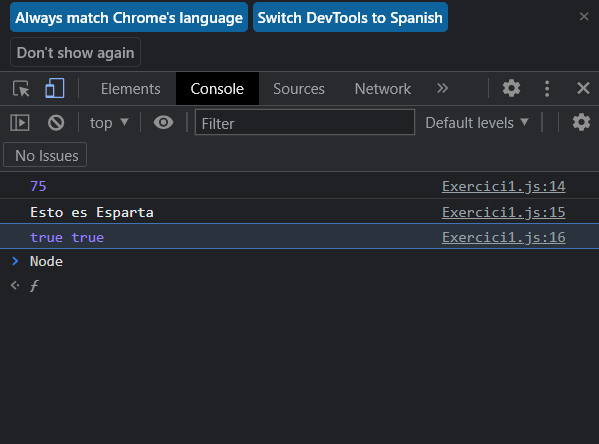 Always match Chrome's language Switch DevTools to Spanish
Don't show again
Elements Console Sources Network
top Filter Default levels
No Issues
75 Exercici1.js:14
Esto es Esparta Exercici1.js:15
true true Exercici1.js:16
Node
ƒ